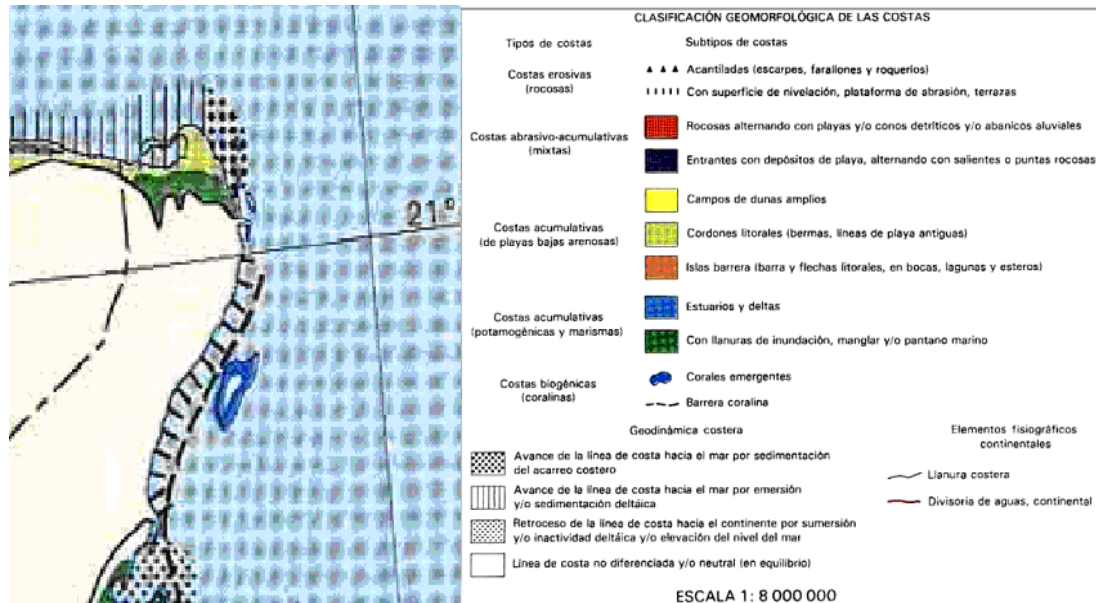 21°
CLASIFICACIÓN GEOMORFOLÓGICA DE LAS COSTAS
Tipos de costas
Subtipos de costas
Costas erosivas
(rocosas)
Acantiladas (escarpes, farallones y roqueríos)
Con superficie de nivelación, plataforma de abrasión, terrazas
Costas abrasivo-acumulativas
(mixtas)
Rocosas alternando con playas y/o conos detríticos y/o abanicos aluviales
Entrantes con depósitos de playa, alternando con salientes o puntas rocosas
Costas acumulativas
(de playas bajas arenosas)
Campos de dunas amplios
Cordones litorales (bermas, líneas de playa antiguas)
Islas barrera (barra y flechas litorales, en bocas, lagunas y esteros)
Costas acumulativas
(potamogénicas y marismas)
Estuarios y deltas
Con llanuras de inundación, manglar y/o pantano marino
Costas biogénicas
(coralinas)
Corales emergentes
Barrera coralina
Geodinámica costera
Avance de la línea de costa hacia el mar por sedimentación
del acarreo costero
Avance de la línea de costa hacia el mar por emersión
y/o sedimentación deltáica
Retroceso de la línea de costa hacia el continente por sumersión
y/o inactividad deltáica y/o elevación del nivel del mar
Línea de costa no diferenciada y/o neutral (en equilibrio)
Elementos fisiográficos
continentales
Llanura costera
Divisoria de aguas, continental
ESCALA 1: 8 000 000